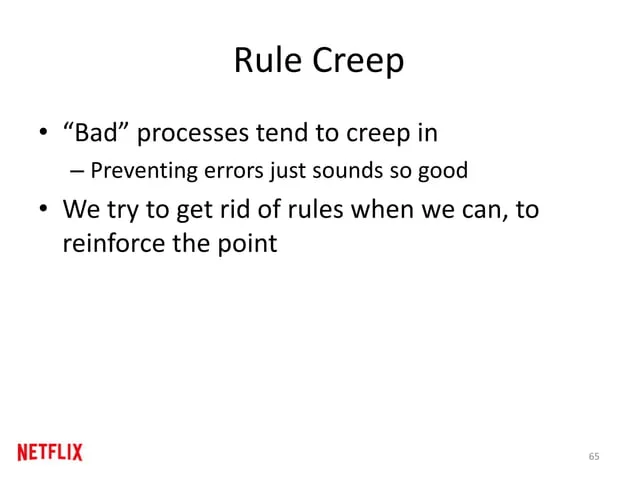 Rule Creep
• “Bad” processes tend to creep in
– Preventing errors just sounds so good
• We try to get rid of rules when we can, to
reinforce the point
NETFLIX
65